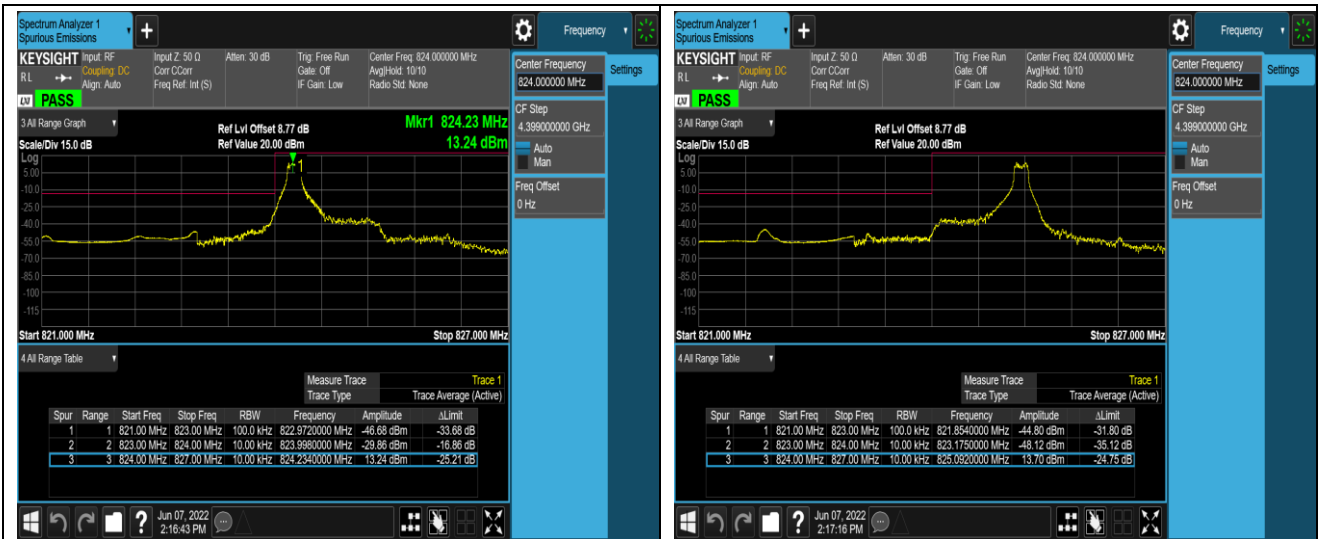 Spectrum Analyzer 1
Spurious Emissions
+
Frequency
KEYSIGHT
Input: RF
Input Z: 50 Ω
Atten: 30 dB
Trig: Free Run
Center Freq: 824.000000 MHz
R L
Coupling: DC
Corr CCorr
Gate: Off
Avg|Hold: 10/10
Align: Auto
Freq Ref: Int (S)
IF Gain: Low
Radio Std: None
LXI
PASS
Center Frequency
824.000000 MHz
Settings
CF Step
4.399000000 GHz
Auto
Man
Freq Offset
0 Hz
3 All Range Graph
Ref Lvl Offset 8.77 dB
Mkr1 824.23 MHz
Scale/Div 15.0 dB
Ref Value 20.00 dBm
13.24 dBm
Log
1
5.00
-10.0
-25.0
-40.0
-55.0
-70.0
-85.0
-100
-115
Start 821.000 MHz
Stop 827.000 MHz
4 All Range Table
Measure Trace Trace 1
Trace Type Trace Average (Active)
Spur Range Start Freq Stop Freq RBW Frequency Amplitude ΔLimit
1 1 821.00 MHz 823.00 MHz 100.0 kHz 822.9720000 MHz -46.68 dBm -33.68 dB
2 2 823.00 MHz 824.00 MHz 10.00 kHz 823.9980000 MHz -29.86 dBm -16.86 dB
3 3 824.00 MHz 827.00 MHz 10.00 kHz 824.2340000 MHz 13.24 dBm -25.21 dB
?
Jun 07, 2022
2:16:43 PM
Spectrum Analyzer 1
Spurious Emissions
+
Frequency
KEYSIGHT
Input: RF
Input Z: 50 Ω
Atten: 30 dB
Trig: Free Run
Center Freq: 824.000000 MHz
R L
Coupling: DC
Corr CCorr
Gate: Off
Avg|Hold: 10/10
Align: Auto
Freq Ref: Int (S)
IF Gain: Low
Radio Std: None
LXI
PASS
Center Frequency
824.000000 MHz
Settings
CF Step
4.399000000 GHz
Auto
Man
Freq Offset
0 Hz
3 All Range Graph
Ref Lvl Offset 8.77 dB
Scale/Div 15.0 dB
Ref Value 20.00 dBm
Log
5.00
-10.0
-25.0
-40.0
-55.0
-70.0
-85.0
-100
-115
Start 821.000 MHz
Stop 827.000 MHz
4 All Range Table
Measure Trace Trace 1
Trace Type Trace Average (Active)
Spur Range Start Freq Stop Freq RBW Frequency Amplitude ΔLimit
1 1 821.00 MHz 823.00 MHz 100.0 kHz 821.8540000 MHz -44.80 dBm -31.80 dB
2 2 823.00 MHz 824.00 MHz 10.00 kHz 823.1750000 MHz -48.12 dBm -35.12 dB
3 3 824.00 MHz 827.00 MHz 10.00 kHz 825.0920000 MHz 13.70 dBm -24.75 dB
?
Jun 07, 2022
2:17:16 PM